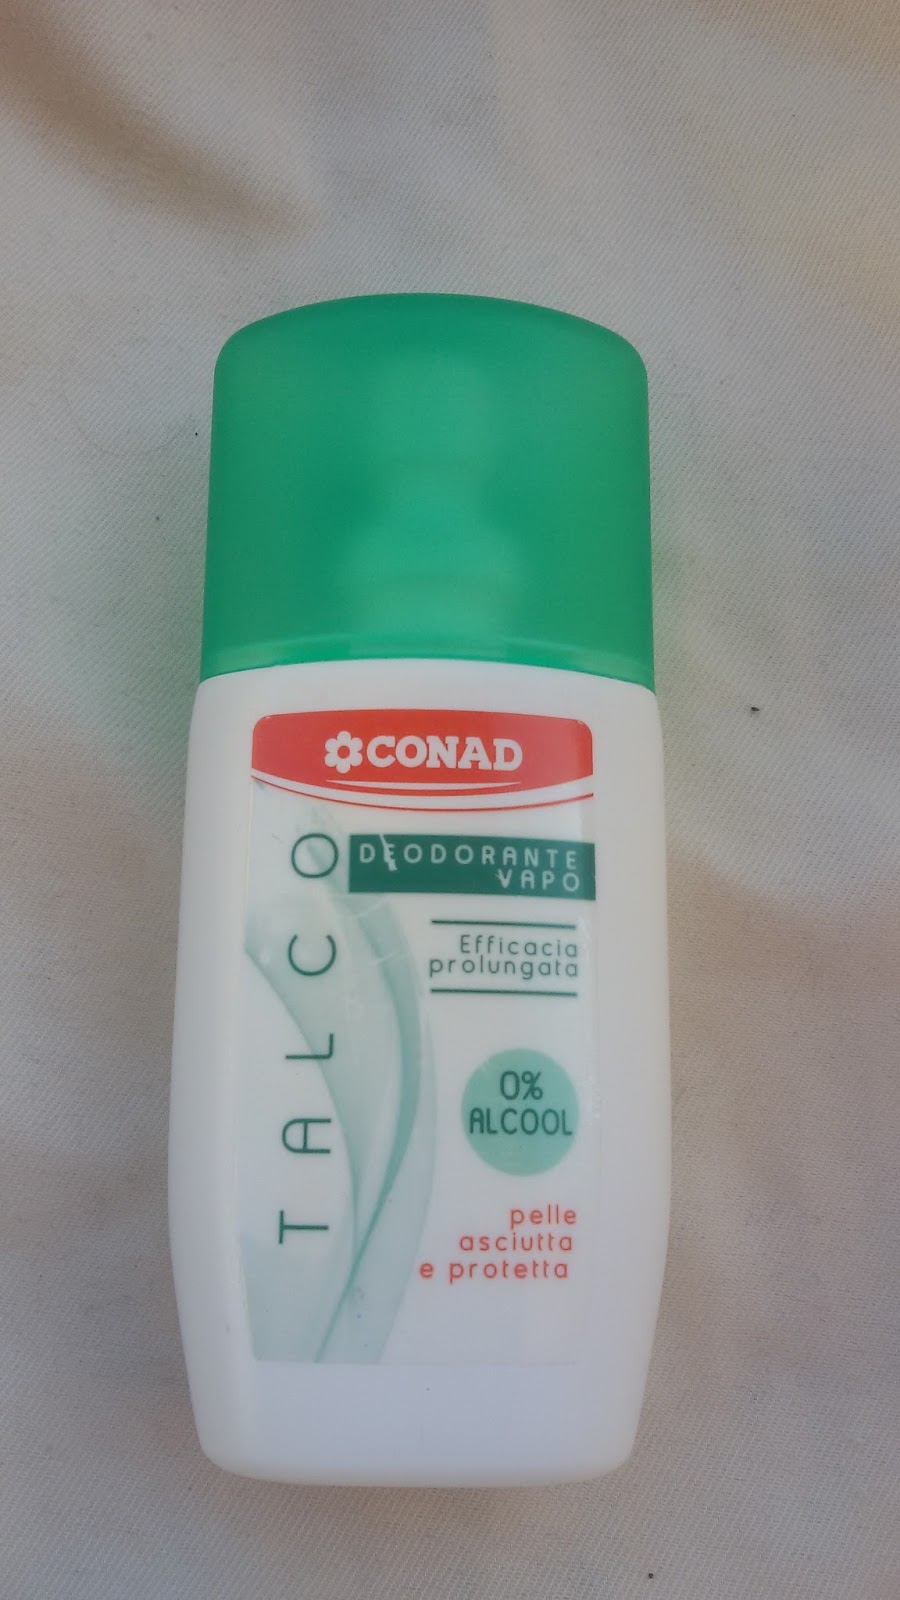 CONAD
TALCO
DEODORANTE
VAPO
Efficacia
prolungata
0%
ALCOOL
pelle
asciutta
e protetta